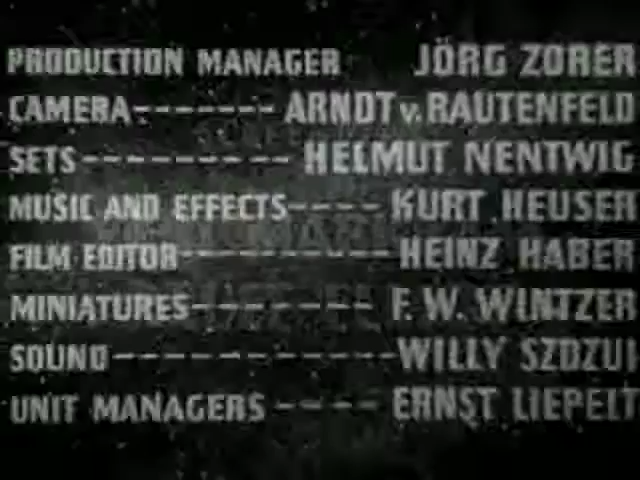 PRODUCTION MANAGER JÖRG ZORER
CAMERA------- ARNDT v. RAUTENFELD
SETS--------- HELMUT NENTWIG
MUSIC AND EFFECTS---- KURT HEUSER
FILM EDITOR--------- HEINZ HABER
MINIATURES------- F. W. WINTZER
SOUND------------ WILLY SZDZUI
UNIT MANAGERS ---- ERNST LIEPELT